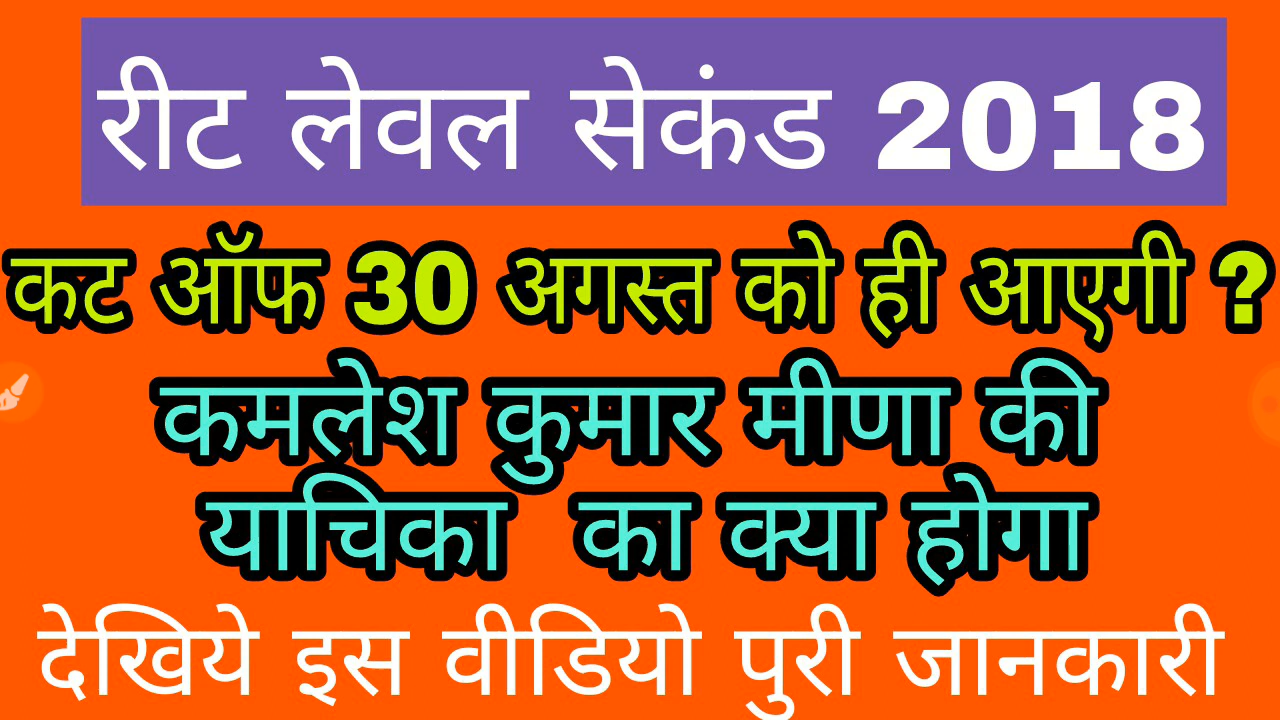 रीट लेवल सेकंड 2018
कट ऑफ 30 अगस्त को ही आएगी ?
कमलेश कुमार मीणा की
याचिका का क्या होगा
देखिये इस वीडियो पुरी जानकारी